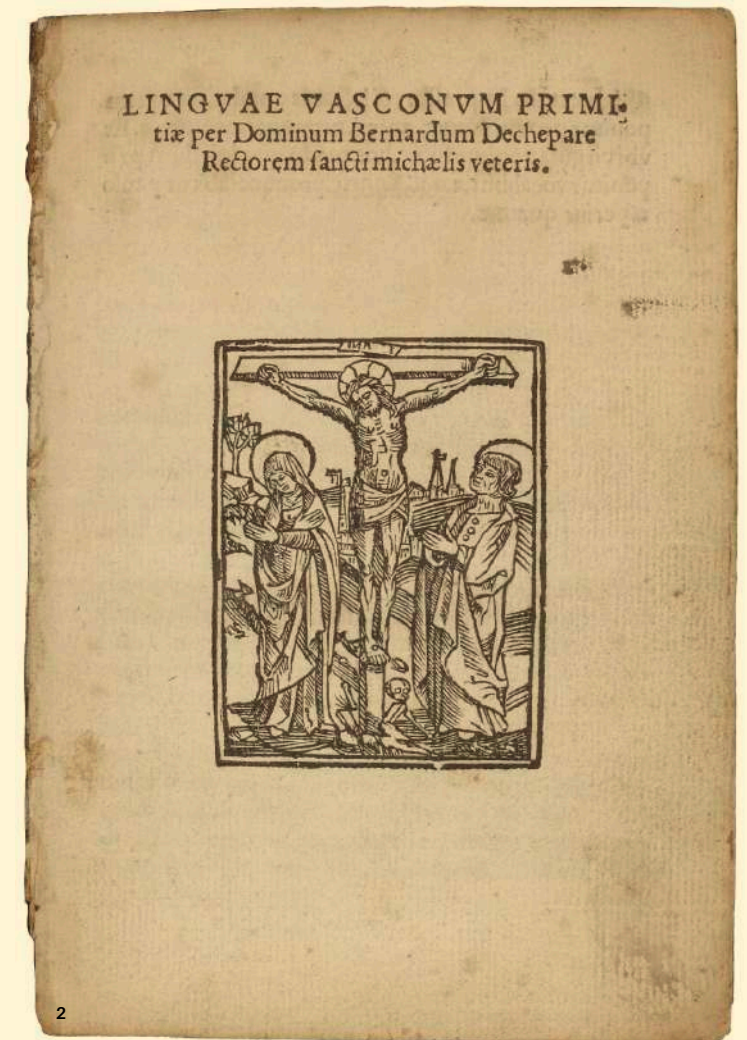 LINGVAE VASCONVM PRIMI-
tiæ per Dominum Bernardum Dechepare
Rectorem ſancti michælis veteris.
2